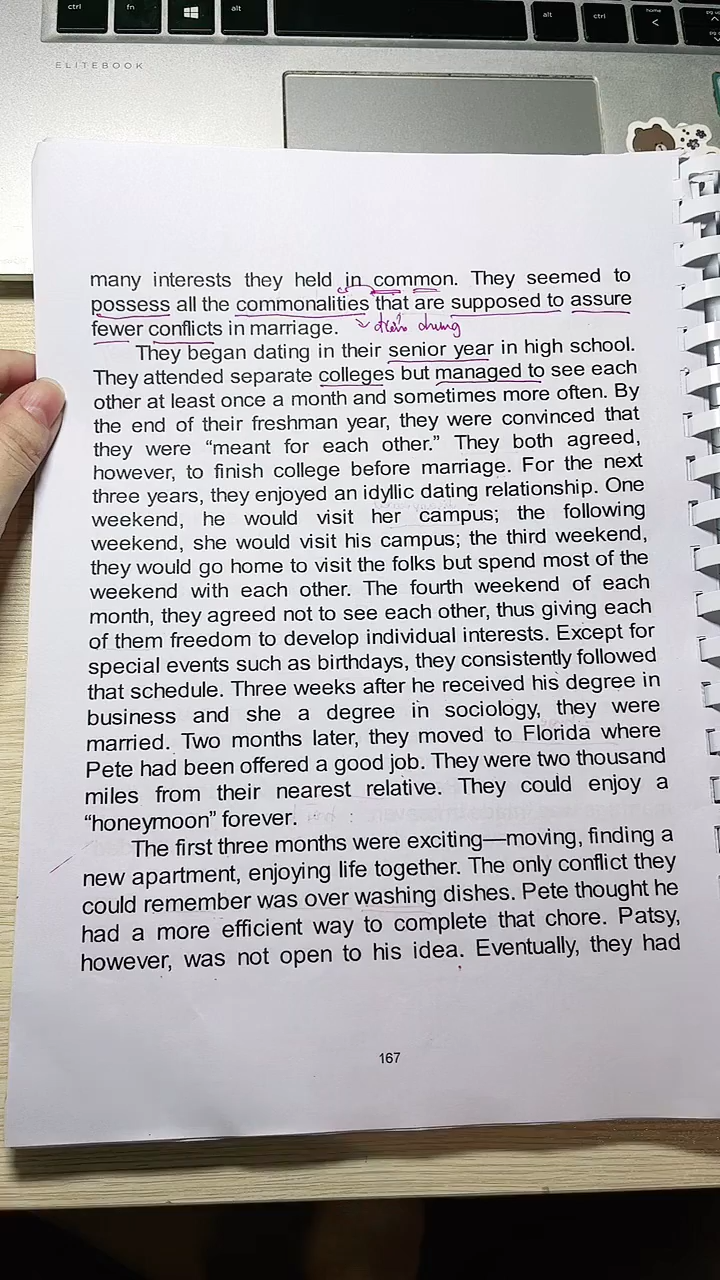 ctrl fn alt alt ctrl home
ELITEBOOK
many interests they held in common. They seemed to
possess all the commonalities that are supposed to assure
fewer conflicts in marriage. điểm chung
They began dating in their senior year in high school.
They attended separate colleges but managed to see each
other at least once a month and sometimes more often. By
the end of their freshman year, they were convinced that
they were “meant for each other.” They both agreed,
however, to finish college before marriage. For the next
three years, they enjoyed an idyllic dating relationship. One
weekend, he would visit her campus; the following
weekend, she would visit his campus; the third weekend,
they would go home to visit the folks but spend most of the
weekend with each other. The fourth weekend of each
month, they agreed not to see each other, thus giving each
of them freedom to develop individual interests. Except for
special events such as birthdays, they consistently followed
that schedule. Three weeks after he received his degree in
business and she a degree in sociology, they were
married. Two months later, they moved to Florida where
Pete had been offered a good job. They were two thousand
miles from their nearest relative. They could enjoy a
“honeymoon” forever.
The first three months were exciting—moving, finding a
new apartment, enjoying life together. The only conflict they
could remember was over washing dishes. Pete thought he
had a more efficient way to complete that chore. Patsy,
however, was not open to his idea. Eventually, they had
167